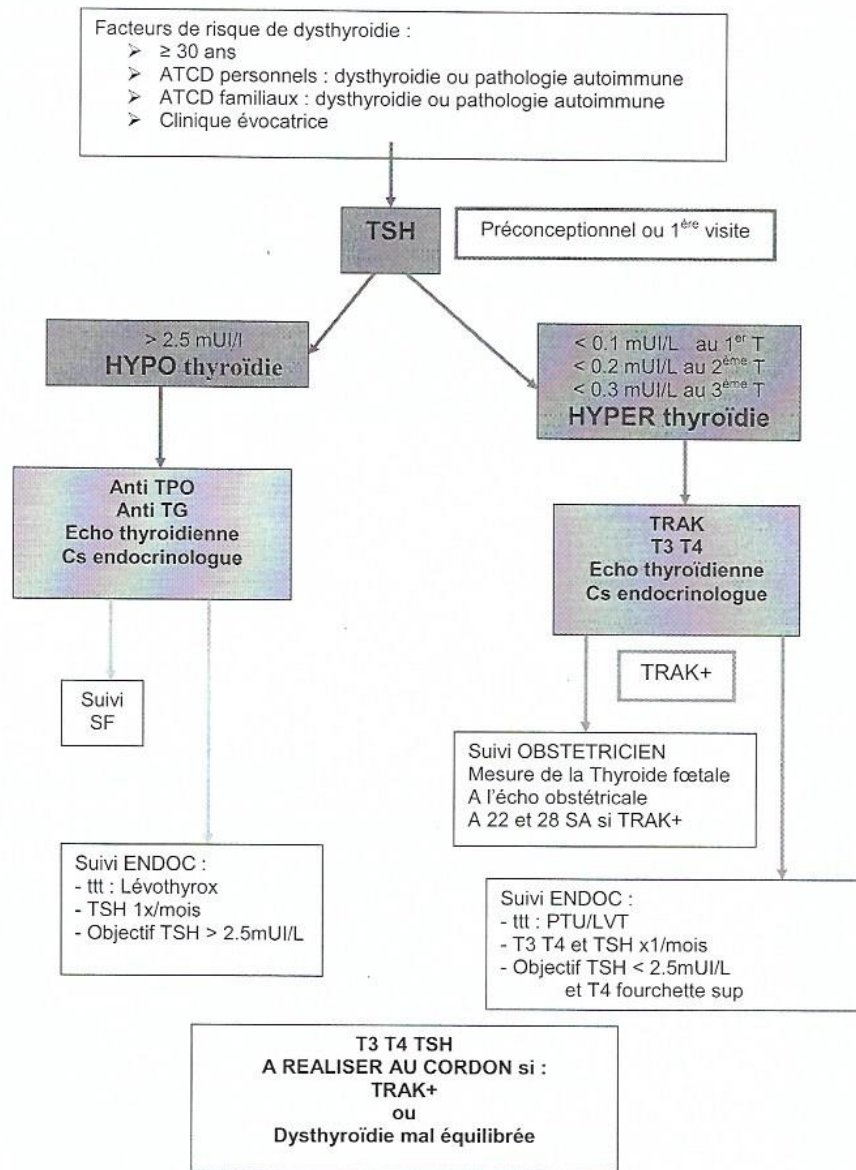 Facteurs de risque de dysthyroidie :
➢ ≥ 30 ans
➢ ATCD personnels : dysthyroidie ou pathologie autoimmune
➢ ATCD familiaux : dysthyroidie ou pathologie autoimmune
➢ Clinique évocatrice
TSH
Préconceptionnel ou 1ère visite
> 2.5 mUI/l
HYPO thyroïdie
< 0.1 mUI/L au 1er T
< 0.2 mUI/L au 2ème T
< 0.3 mUI/L au 3ème T
HYPER thyroïdie
Anti TPO
Anti TG
Echo thyroidienne
Cs endocrinologue
TRAK
T3 T4
Echo thyroïdienne
Cs endocrinologue
TRAK+
Suivi
SF
Suivi OBSTETRICIEN
Mesure de la Thyroide fœtale
A l'écho obstétricale
A 22 et 28 SA si TRAK+
Suivi ENDOC :
- ttt : Lévothyrox
- TSH 1x/mois
- Objectif TSH > 2.5mUI/L
Suivi ENDOC :
- ttt : PTU/LVT
- T3 T4 et TSH x1/mois
- Objectif TSH < 2.5mUI/L
et T4 fourchette sup
T3 T4 TSH
A REALISER AU CORDON si :
TRAK+
ou
Dysthyroïdie mal équilibrée